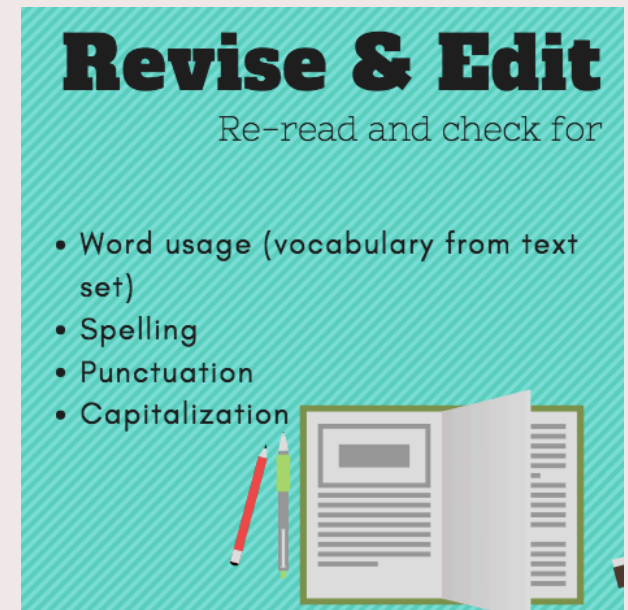 Revise & Edit
Re-read and check for
• Word usage (vocabulary from text
set)
• Spelling
• Punctuation
• Capitalization